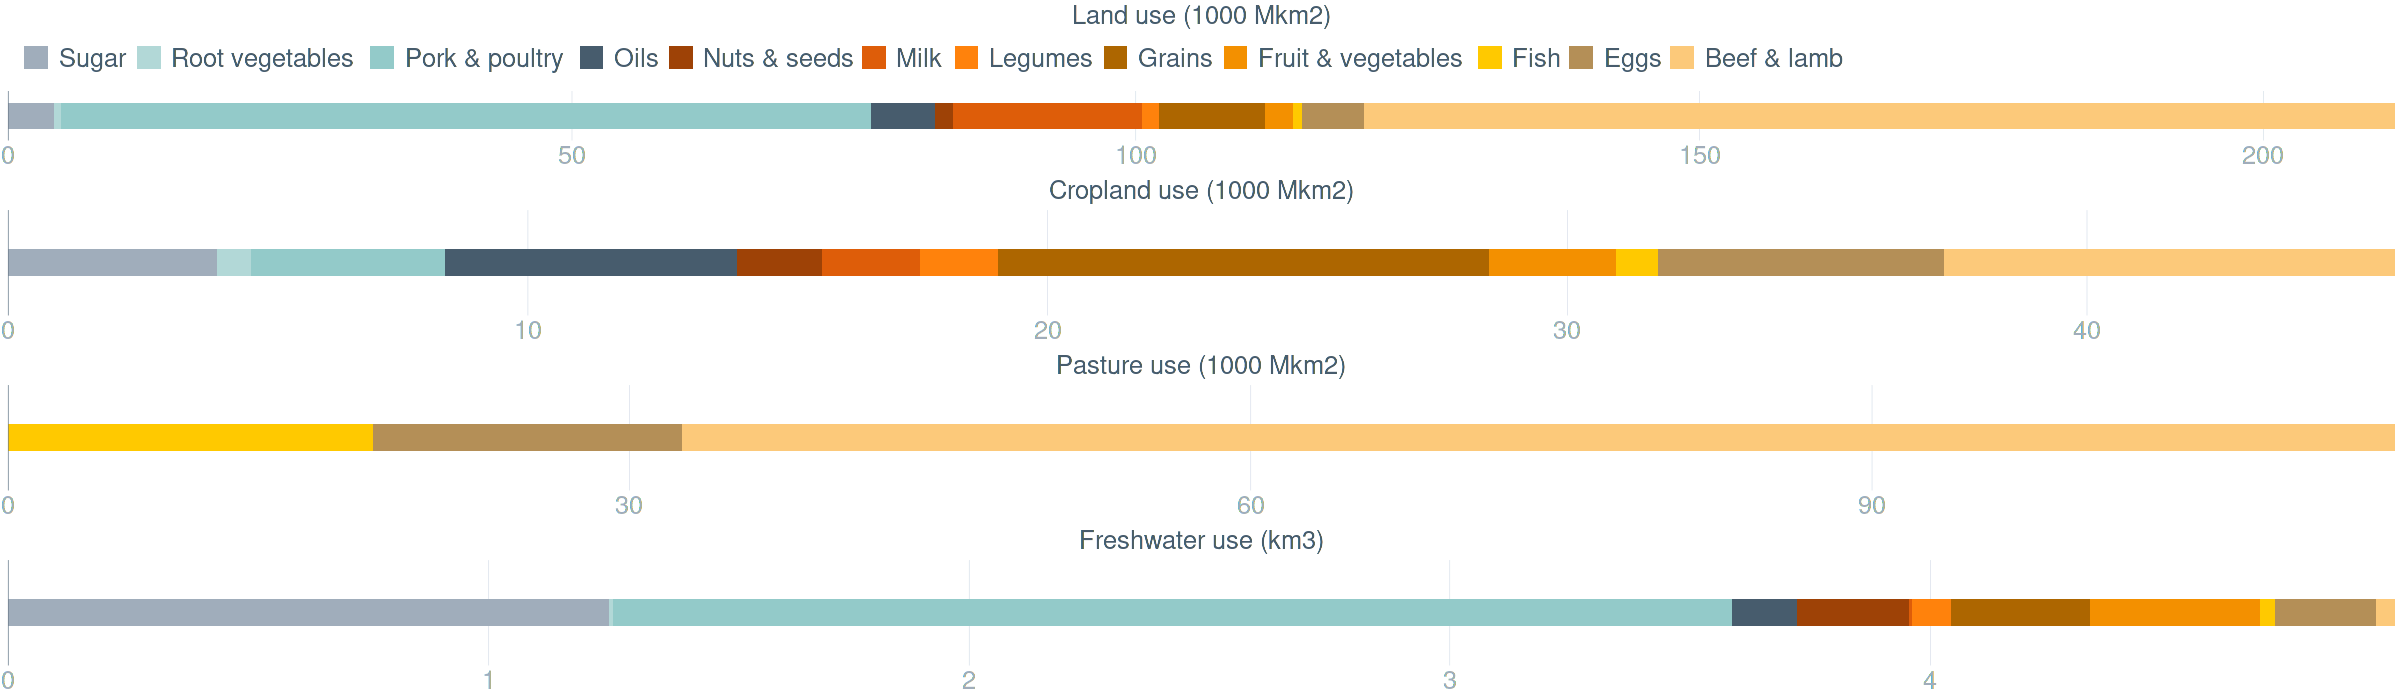 Land use (1000 Mkm2)
Sugar Root vegetables Pork & poultry Oils Nuts & seeds Milk Legumes Grains Fruit & vegetables Fish Eggs Beef & lamb
0 50 100 150 200
Cropland use (1000 Mkm2)
0 10 20 30 40
Pasture use (1000 Mkm2)
0 30 60 90
Freshwater use (km3)
0 1 2 3 4